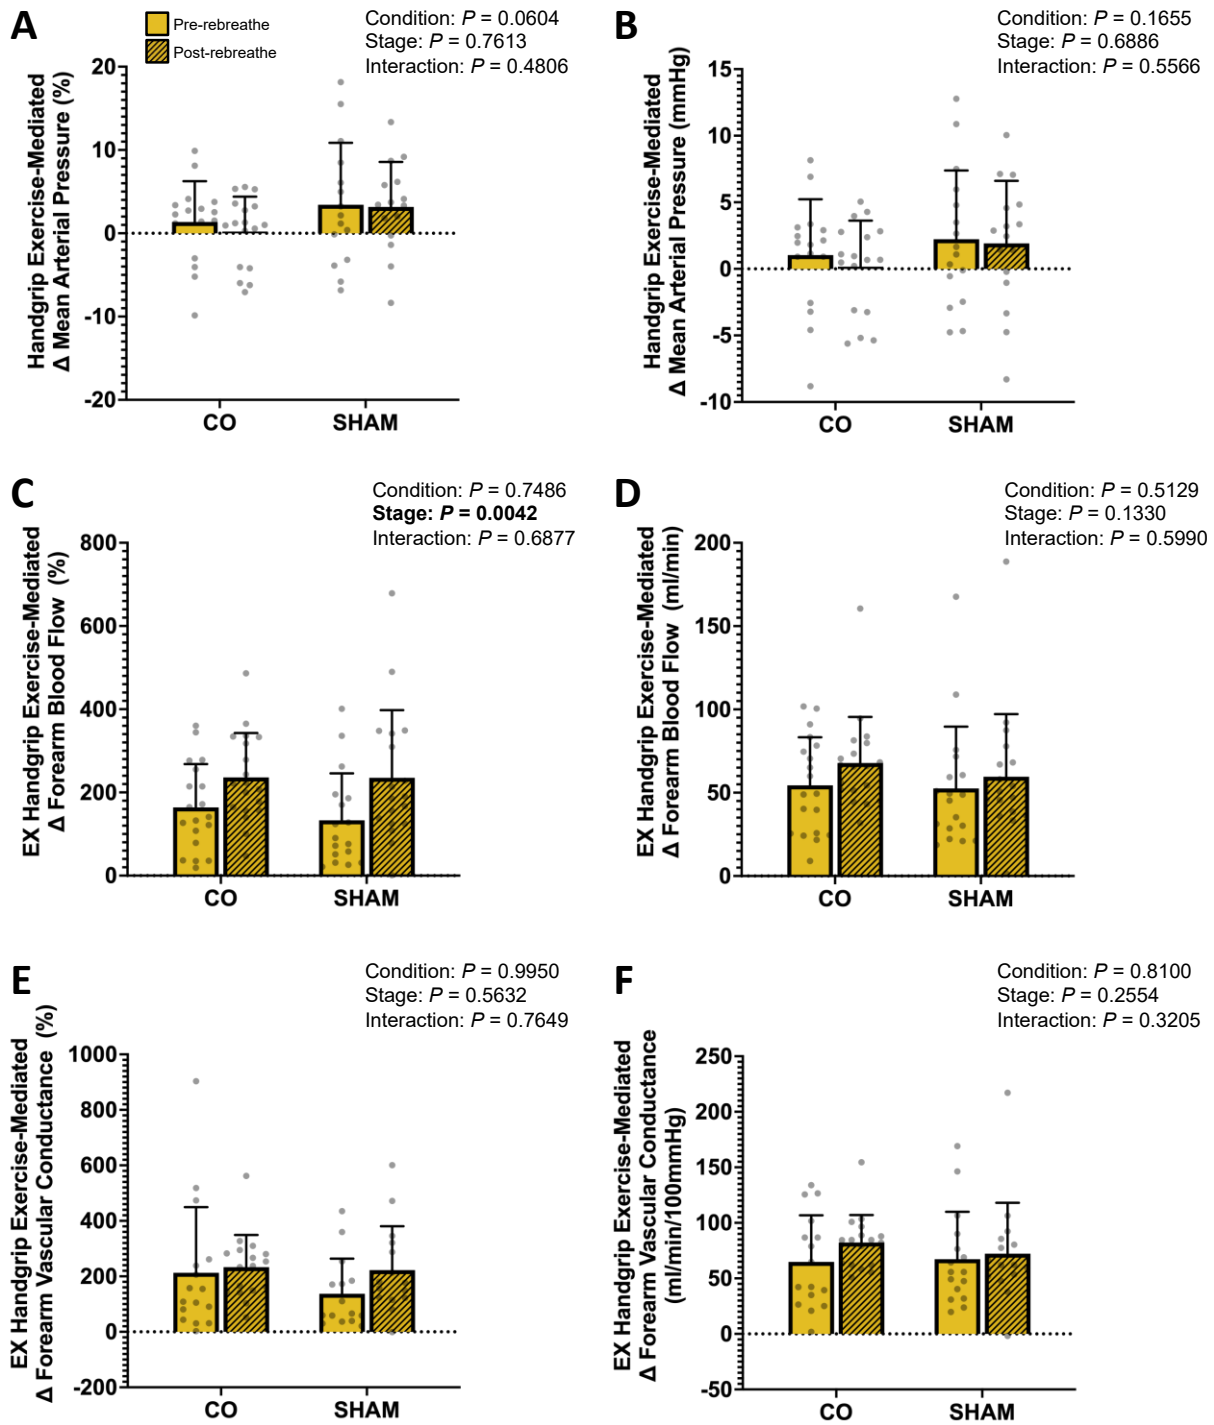 A
Pre-rebreathe
Post-rebreathe
Condition: P = 0.0604
Stage: P = 0.7613
Interaction: P = 0.4806
Handgrip Exercise-Mediated
Δ Mean Arterial Pressure (%)
20
10
0
-10
-20
CO
SHAM
B
Condition: P = 0.1655
Stage: P = 0.6886
Interaction: P = 0.5566
Handgrip Exercise-Mediated
Δ Mean Arterial Pressure (mmHg)
15
10
5
0
-5
-10
CO
SHAM
C
Condition: P = 0.7486
Stage: P = 0.0042
Interaction: P = 0.6877
EX Handgrip Exercise-Mediated
Δ Forearm Blood Flow (%)
800
600
400
200
0
CO
SHAM
D
Condition: P = 0.5129
Stage: P = 0.1330
Interaction: P = 0.5990
EX Handgrip Exercise-Mediated
Δ Forearm Blood Flow (ml/min)
200
150
100
50
0
CO
SHAM
E
Condition: P = 0.9950
Stage: P = 0.5632
Interaction: P = 0.7649
EX Handgrip Exercise-Mediated
Δ Forearm Vascular Conductance (%)
1000
800
600
400
200
0
-200
CO
SHAM
F
Condition: P = 0.8100
Stage: P = 0.2554
Interaction: P = 0.3205
EX Handgrip Exercise-Mediated
Δ Forearm Vascular Conductance
(ml/min/100mmHg)
250
200
150
100
50
0
-50
CO
SHAM